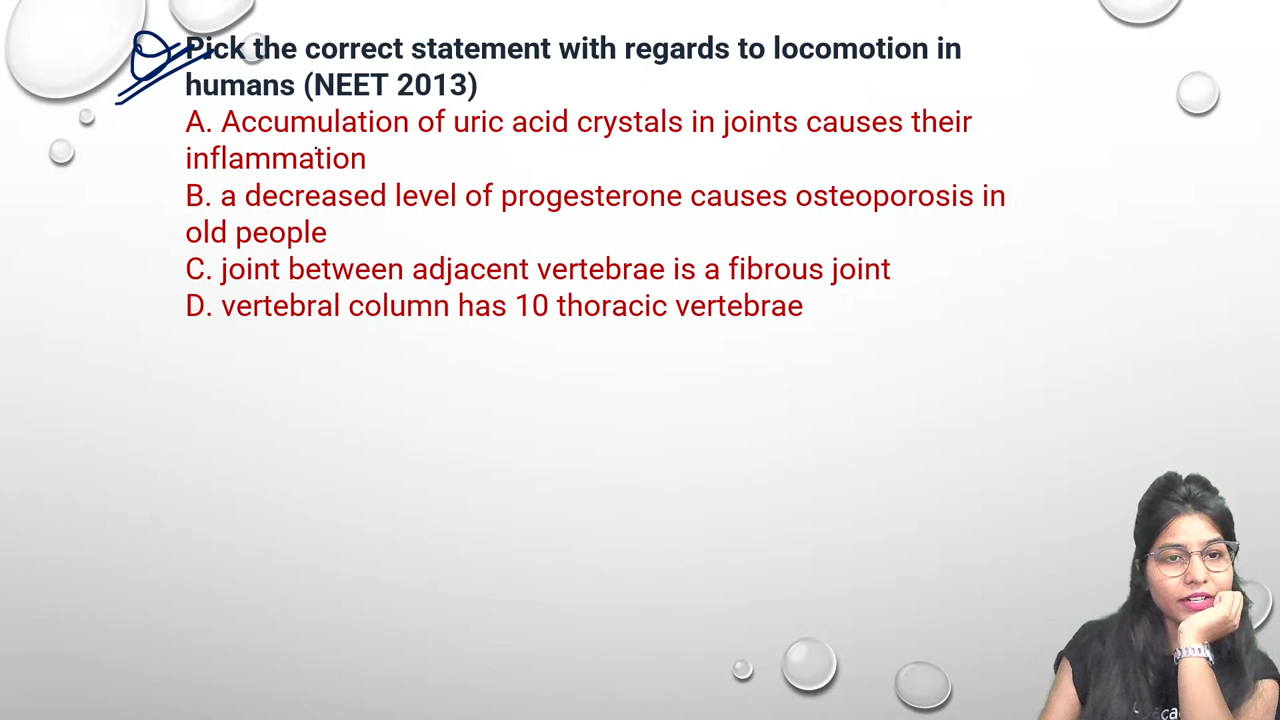 Pick the correct statement with regards to locomotion in
humans (NEET 2013)
A. Accumulation of uric acid crystals in joints causes their
inflammation
B. a decreased level of progesterone causes osteoporosis in
old people
C. joint between adjacent vertebrae is a fibrous joint
D. vertebral column has 10 thoracic vertebrae